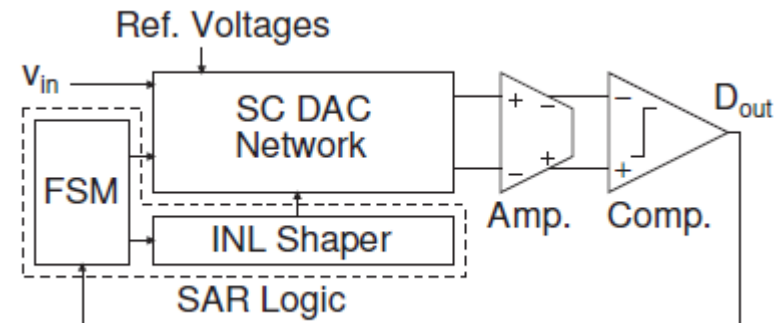 Ref. Voltages
Vin
SC DAC
Network
+ −
− +
−
+
Dout
FSM
INL Shaper
Amp.
Comp.
SAR Logic